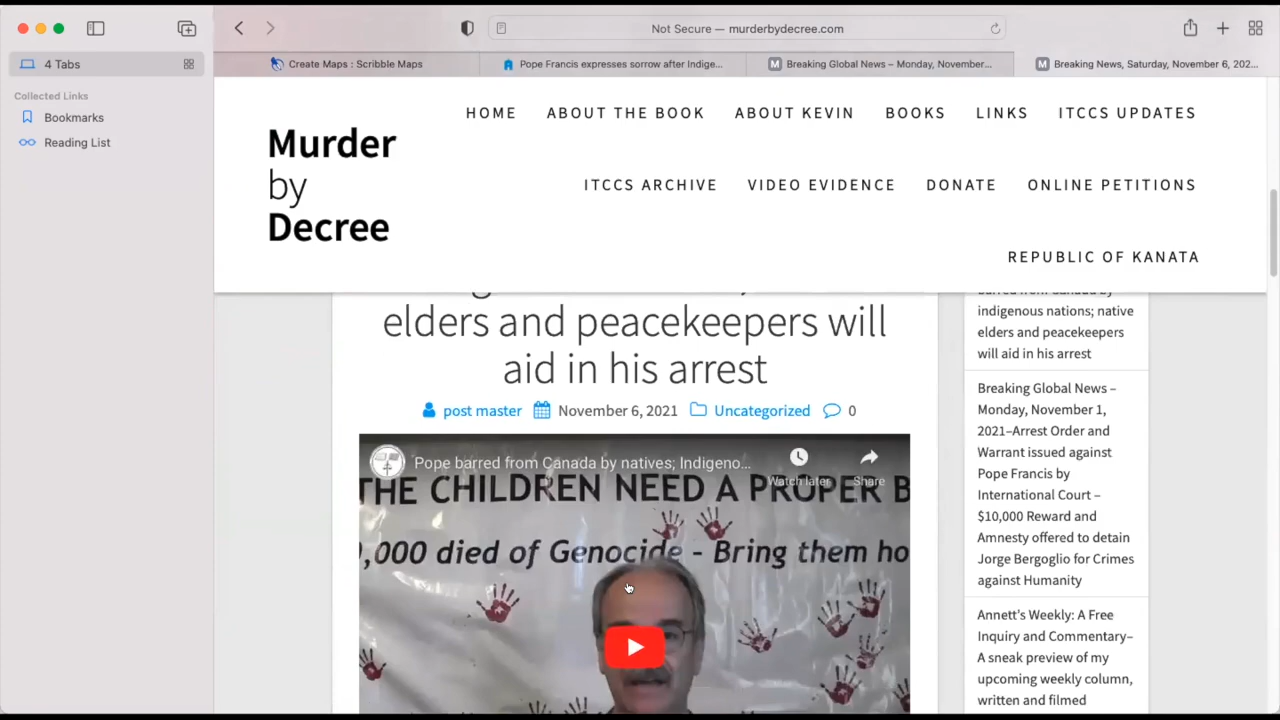 Not Secure — murderbydecree.com
4 Tabs
Create Maps : Scribble Maps
Pope Francis expresses sorrow after Indige...
Breaking Global News – Monday, November...
Breaking News, Saturday, November 6, 202...
Collected Links
Bookmarks
Reading List
Murder
by
Decree
HOME ABOUT THE BOOK ABOUT KEVIN BOOKS LINKS ITCCS UPDATES
ITCCS ARCHIVE VIDEO EVIDENCE DONATE ONLINE PETITIONS
REPUBLIC OF KANATA
elders and peacekeepers will
aid in his arrest
post master November 6, 2021 Uncategorized 0
Pope barred from Canada by natives; Indigeno...
Watch later
Share
THE CHILDREN NEED A PROPER B
,000 died of Genocide - Bring them ho
barred from Canada by
indigenous nations; native
elders and peacekeepers
will aid in his arrest
Breaking Global News –
Monday, November 1,
2021–Arrest Order and
Warrant issued against
Pope Francis by
International Court –
$10,000 Reward and
Amnesty offered to detain
Jorge Bergoglio for Crimes
against Humanity
Annett's Weekly: A Free
Inquiry and Commentary–
A sneak preview of my
upcoming weekly column,
written and filmed